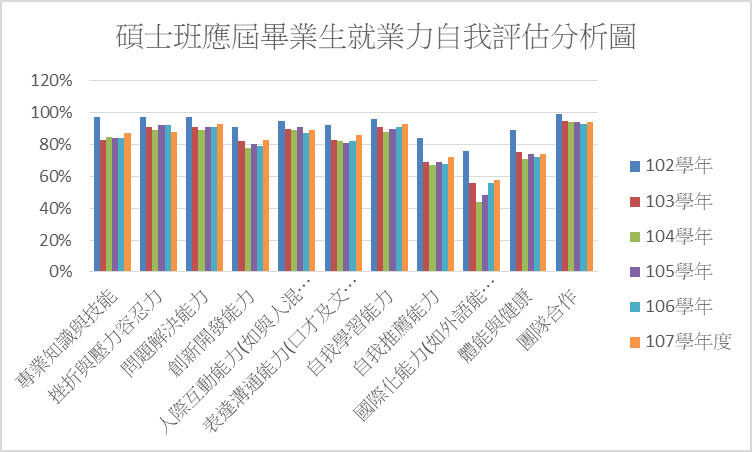 碩士班應屆畢業生就業力自我評估分析圖
120%
100%
80%
60%
40%
20%
0%
專業知識與技能
挫折與壓力容忍力
問題解決能力
創新開發能力
人際互動能力(如與人混…
表達溝通能力(口才及文…
自我學習能力
自我推薦能力
國際化能力(如外語能…
體能與健康
團隊合作
102學年
103學年
104學年
105學年
106學年
107學年度